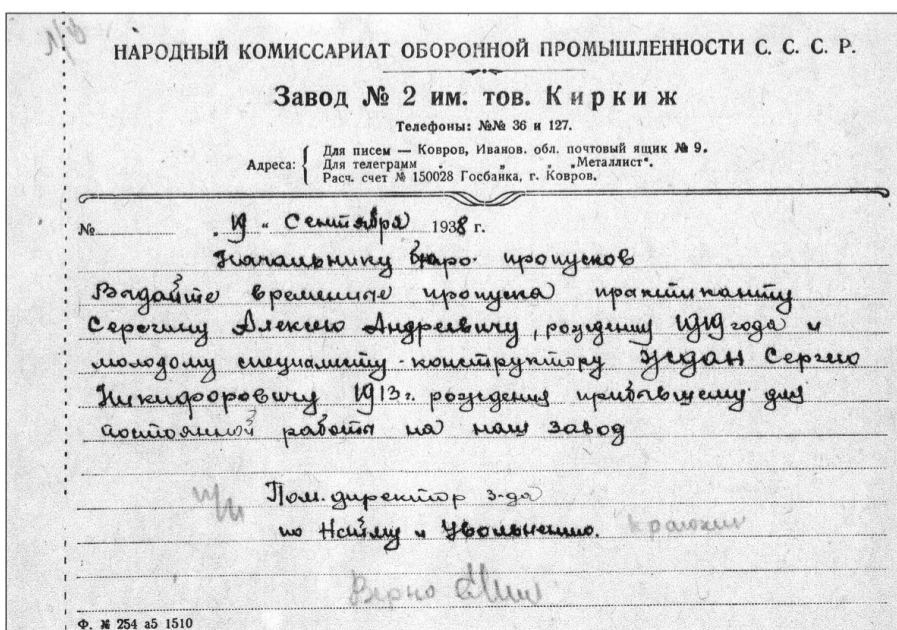 НАРОДНЫЙ КОМИССАРИАТ ОБОРОННОЙ ПРОМЫШЛЕННОСТИ С. С. С. Р.
Завод № 2 им. тов. Киркиж
Телефоны: №№ 36 и 127.
Адреса: { Для писем — Ковров, Иванов. обл. почтовый ящик № 9.
Для телеграмм „ „ „Металлист".
Расч. счет № 150028 Госбанка, г. Ковров.
№ „19" Сентября 1938 г.
Начальнику бюро пропусков
Выдайте временные пропуска практиканту
Серегину Алексею Андреевичу, рождению 1919 года и
молодому специалисту-конструктору Ждан Сергею
Никифоровичу 1913 г. рождения прибывшему для
постоянной работы на наш завод
п/п Пом. директор з-да
по Найму и Увольнению.
Верно
Ф. № 254 а5 1510